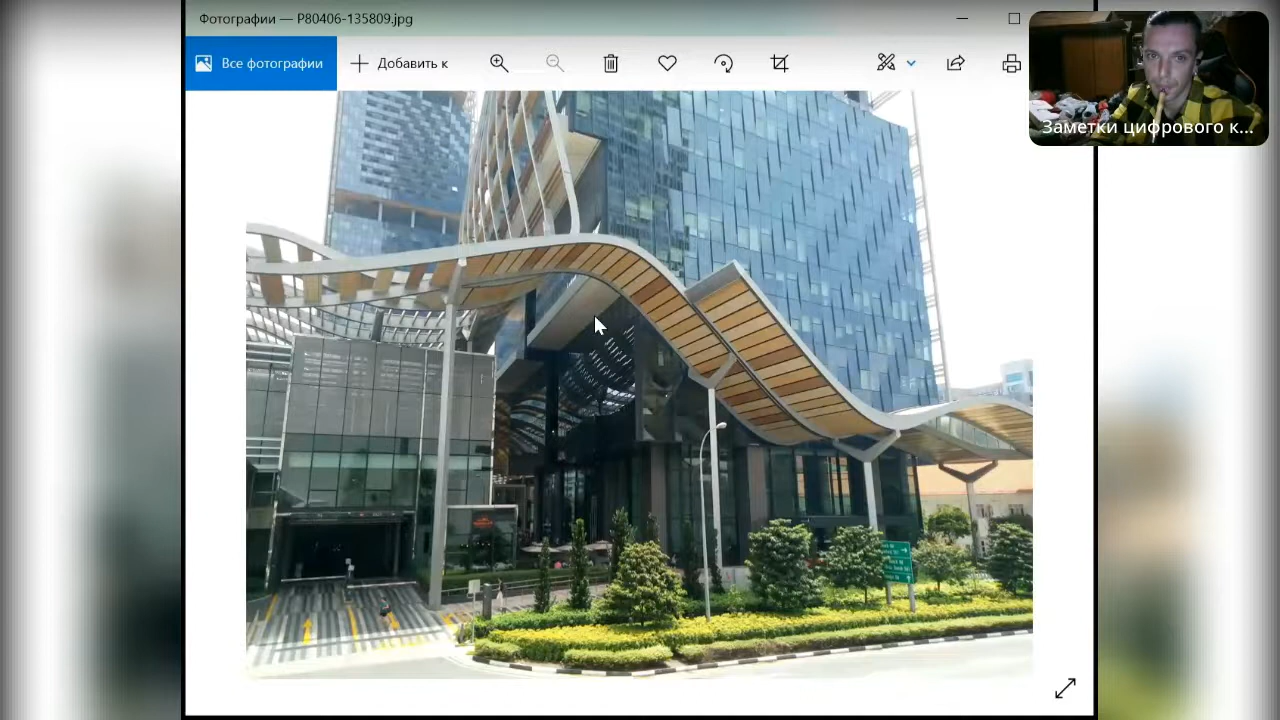 Фотографии — P80406-135809.jpg
Все фотографии
Добавить к
Заметки цифрового к...